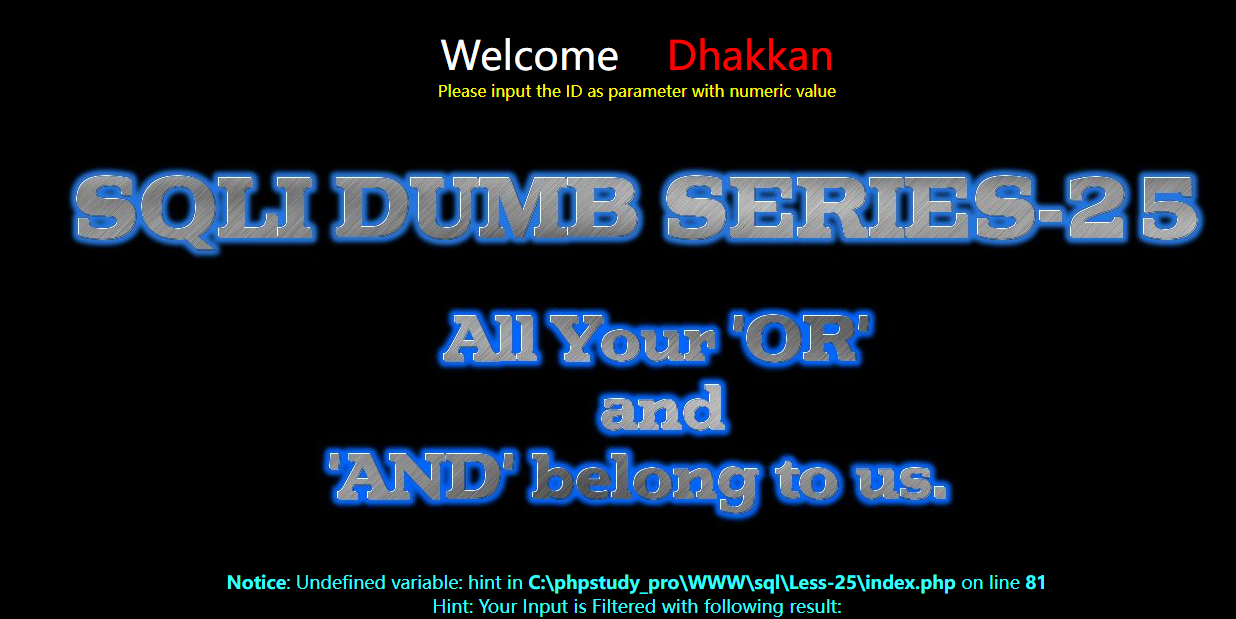 Welcome Dhakkan
Please input the ID as parameter with numeric value
SQLI DUMB SERIES-25
All Your 'OR'
and
'AND' belong to us.
Notice: Undefined variable: hint in C:\phpstudy_pro\WWW\sql\Less-25\index.php on line 81
Hint: Your Input is Filtered with following result: